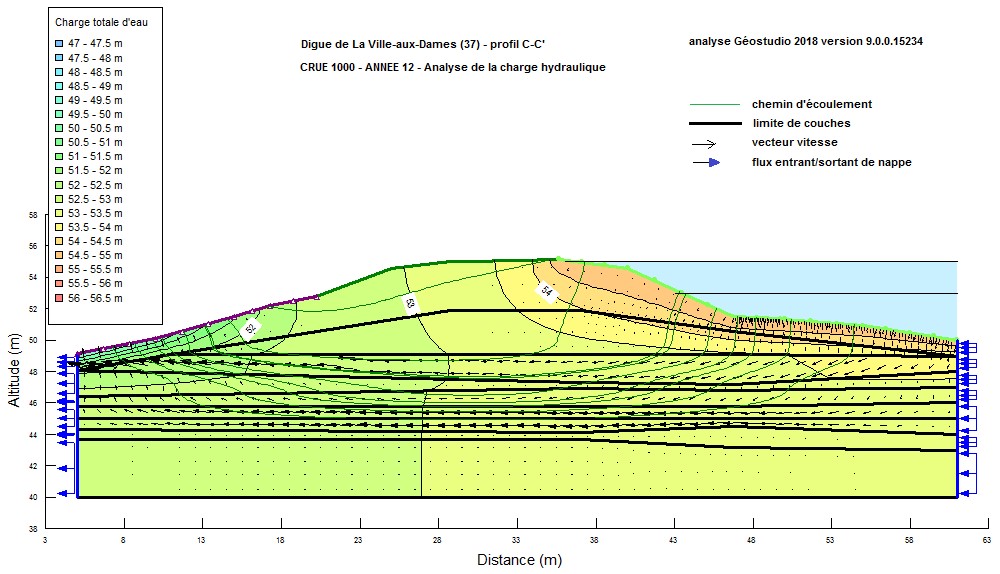 Charge totale d'eau
47 - 47.5 m
47.5 - 48 m
48 - 48.5 m
48.5 - 49 m
49 - 49.5 m
49.5 - 50 m
50 - 50.5 m
50.5 - 51 m
51 - 51.5 m
51.5 - 52 m
52 - 52.5 m
52.5 - 53 m
53 - 53.5 m
53.5 - 54 m
54 - 54.5 m
54.5 - 55 m
55 - 55.5 m
55.5 - 56 m
56 - 56.5 m
Digue de La Ville-aux-Dames (37) - profil C-C'
CRUE 1000 - ANNEE 12 - Analyse de la charge hydraulique
analyse Géostudio 2018 version 9.0.0.15234
chemin d'écoulement
limite de couches
vecteur vitesse
flux entrant/sortant de nappe
Altitude (m)
58
56
54
52
50
48
46
44
42
40
38
52
53
54
3 8 13 18 23 28 33 38 43 48 53 58 63
Distance (m)